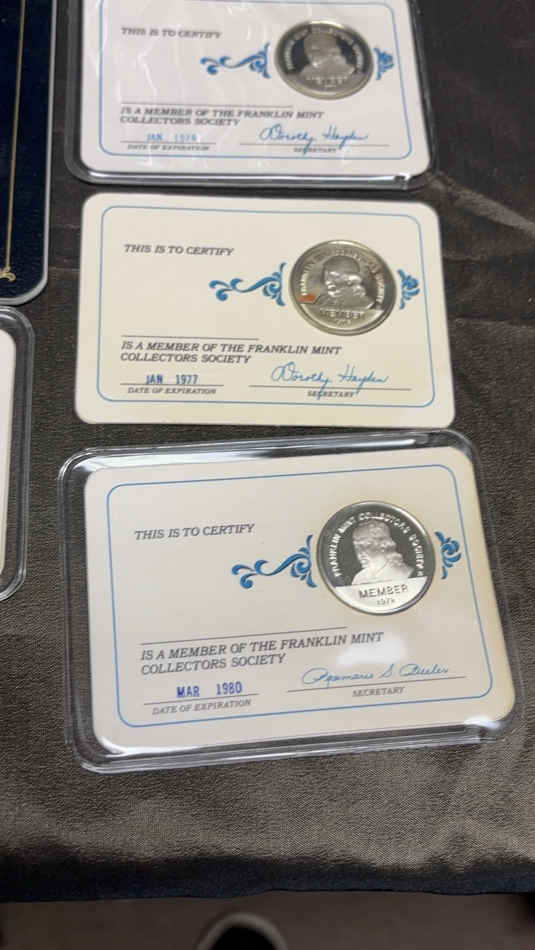 THIS IS TO CERTIFY
IS A MEMBER OF THE FRANKLIN MINT
COLLECTORS SOCIETY
JAN
DATE OF EXPIRATION
Dorothy Hayden
SECRETARY
THIS IS TO CERTIFY
MEMBER
IS A MEMBER OF THE FRANKLIN MINT
COLLECTORS SOCIETY
JAN 1977
DATE OF EXPIRATION
Dorothy Hayden
SECRETARY
THIS IS TO CERTIFY
FRANKLIN MINT COLLECTORS SOCIETY
MEMBER
IS A MEMBER OF THE FRANKLIN MINT
COLLECTORS SOCIETY
MAR 1980
DATE OF EXPIRATION
SECRETARY